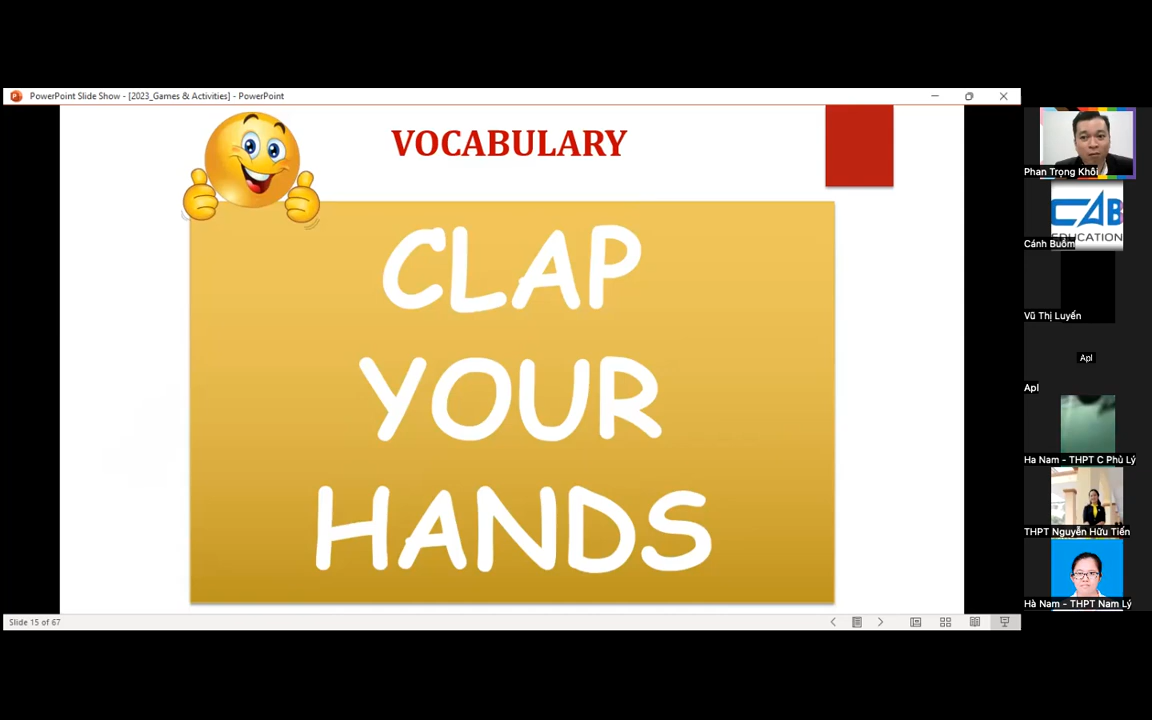 PowerPoint Slide Show - [2023_Games & Activities] - PowerPoint
VOCABULARY
CLAP
YOUR
HANDS
Slide 15 of 67
Phan Trọng Khôi
CAB
EDUCATION
Cánh Buồm
Vũ Thị Luyến
Apl
Apl
Ha Nam - THPT C Phủ Lý
THPT Nguyễn Hữu Tiến
Hà Nam - THPT Nam Lý